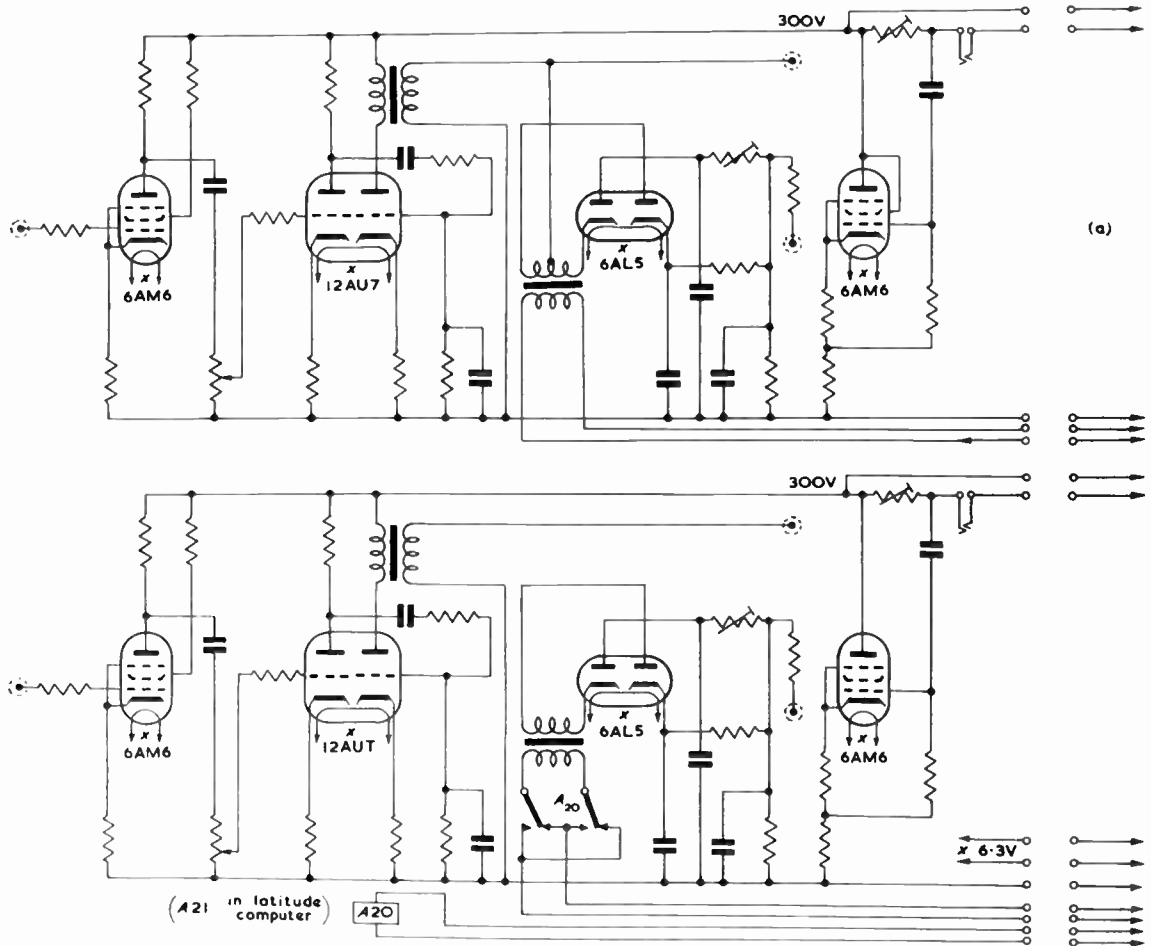 300V
(a)
6AM6
x
12AU7
x
6AL5
x
6AM6
x
300V
6AM6
x
12AUT
x
6AL5
x
6AM6
x
A20
x 6·3V
(A21 in latitude computer)
A20